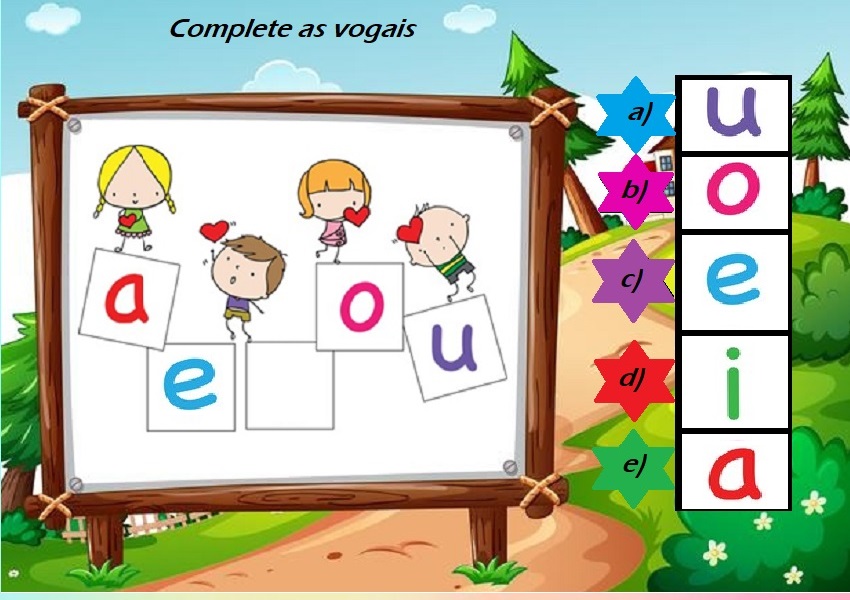 Complete as vogais
a
e
o
u
a) u
b) o
c) e
d) i
e) a